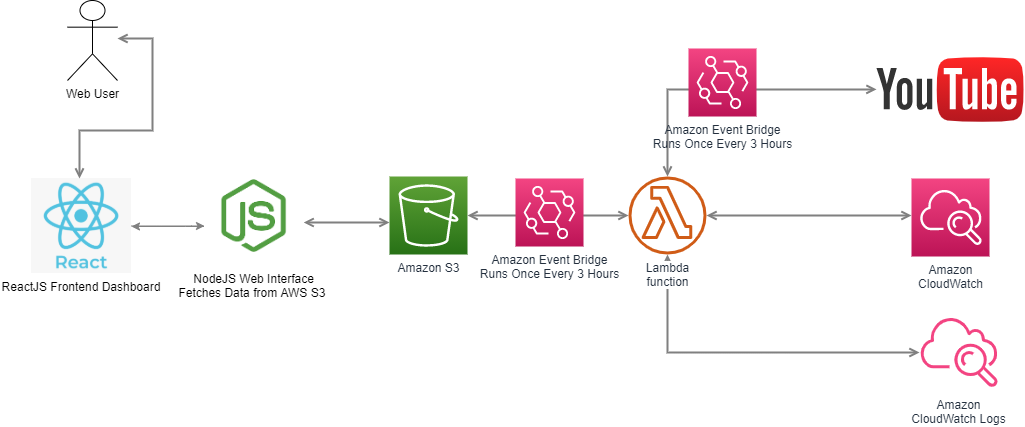 Web User
YouTube
Amazon Event Bridge
Runs Once Every 3 Hours
React
ReactJS Frontend Dashboard
JS
NodeJS Web Interface
Fetches Data from AWS S3
Amazon S3
Amazon Event Bridge
Runs Once Every 3 Hours
Lambda
function
Amazon
CloudWatch
Amazon
CloudWatch Logs